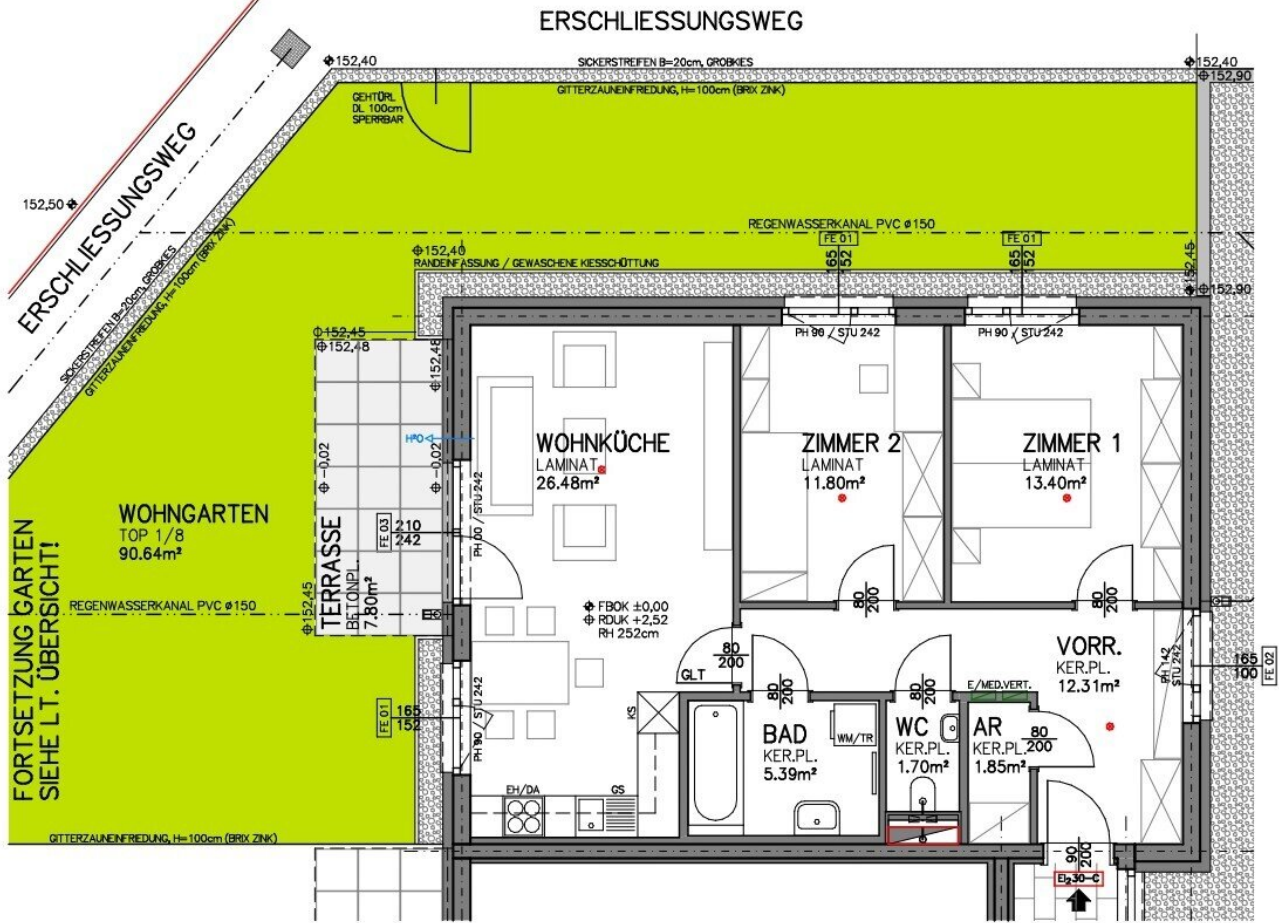 ERSCHLIESSUNGSWEG
152,40
SICKERSTREIFEN B=20cm, GROBKIES
152,40
152,90
GITTERZAUNEINFRIEDUNG, H=100cm (BRIX ZINK)
GEHTÜRL
DL 100cm
SPERRBAR
ERSCHLIESSUNGSWEG
152,50
SICKERSTREIFEN B=20cm, GROBKIES
GITTERZAUNEINFRIEDUNG, H=100cm (BRIX ZINK)
REGENWASSERKANAL PVC ø150
FE 01
165
152
FE 01
165
152
152,40
RANDEINFASSUNG / GEWASCHENE KIESSCHÜTTUNG
152,45
152,90
152,45
152,48
152,48
PH 90 / STU 242
PH 90 / STU 242
-0,02
-0,02
WOHNKÜCHE
LAMINAT
26.48m²
ZIMMER 2
LAMINAT
11.80m²
ZIMMER 1
LAMINAT
13.40m²
WOHNGARTEN
TOP 1/8
90.64m²
FORTSETZUNG GARTEN
SIEHE LT. ÜBERSICHT!
TERRASSE
BETONPL.
7.80m²
FE 03
210
242
PH 00 / STU 242
REGENWASSERKANAL PVC ø150
152,45
FBOK ±0,00
RDUK +2,52
RH 252cm
80
200
80
200
80
200
GLT
80
200
80
200
VORR.
KER.PL.
12.31m²
PH 142
STU 242
165
100
FE 02
E/MED.VERT.
FE 01
165
152
PH 90 / STU 242
KS
BAD
KER.PL.
5.39m²
WM/TR
WC
KER.PL.
1.70m²
AR
KER.PL.
1.85m²
80
200
EH/DA
GS
GITTERZAUNEINFRIEDUNG, H=100cm (BRIX ZINK)
90
200
EI₂30-C